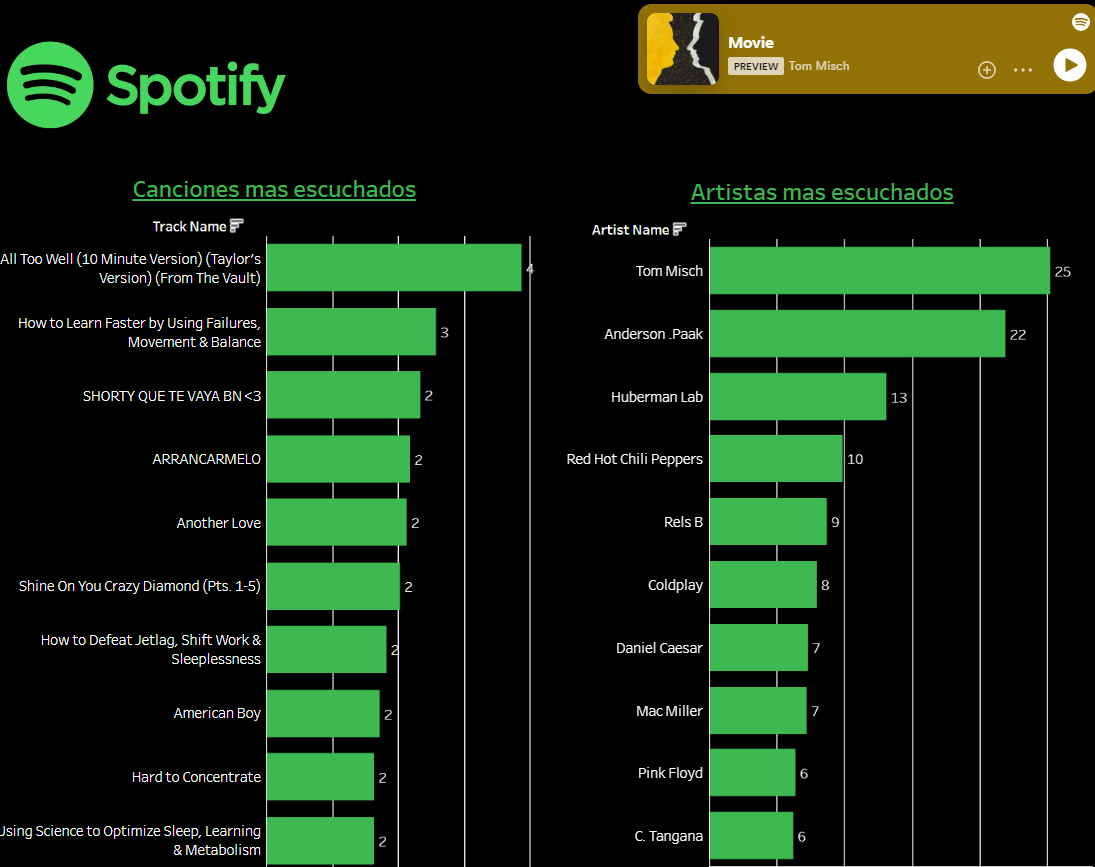 Spotify
Movie
PREVIEW Tom Misch
Canciones mas escuchados
Track Name
All Too Well (10 Minute Version) (Taylor's
Version) (From The Vault)
4
How to Learn Faster by Using Failures,
Movement & Balance
3
SHORTY QUE TE VAYA BN <3
2
ARRANCARMELO
2
Another Love
2
Shine On You Crazy Diamond (Pts. 1-5)
2
How to Defeat Jetlag, Shift Work &
Sleeplessness
2
American Boy
2
Hard to Concentrate
2
Using Science to Optimize Sleep, Learning
& Metabolism
2
Artistas mas escuchados
Artist Name
Tom Misch
25
Anderson .Paak
22
Huberman Lab
13
Red Hot Chili Peppers
10
Rels B
9
Coldplay
8
Daniel Caesar
7
Mac Miller
7
Pink Floyd
6
C. Tangana
6